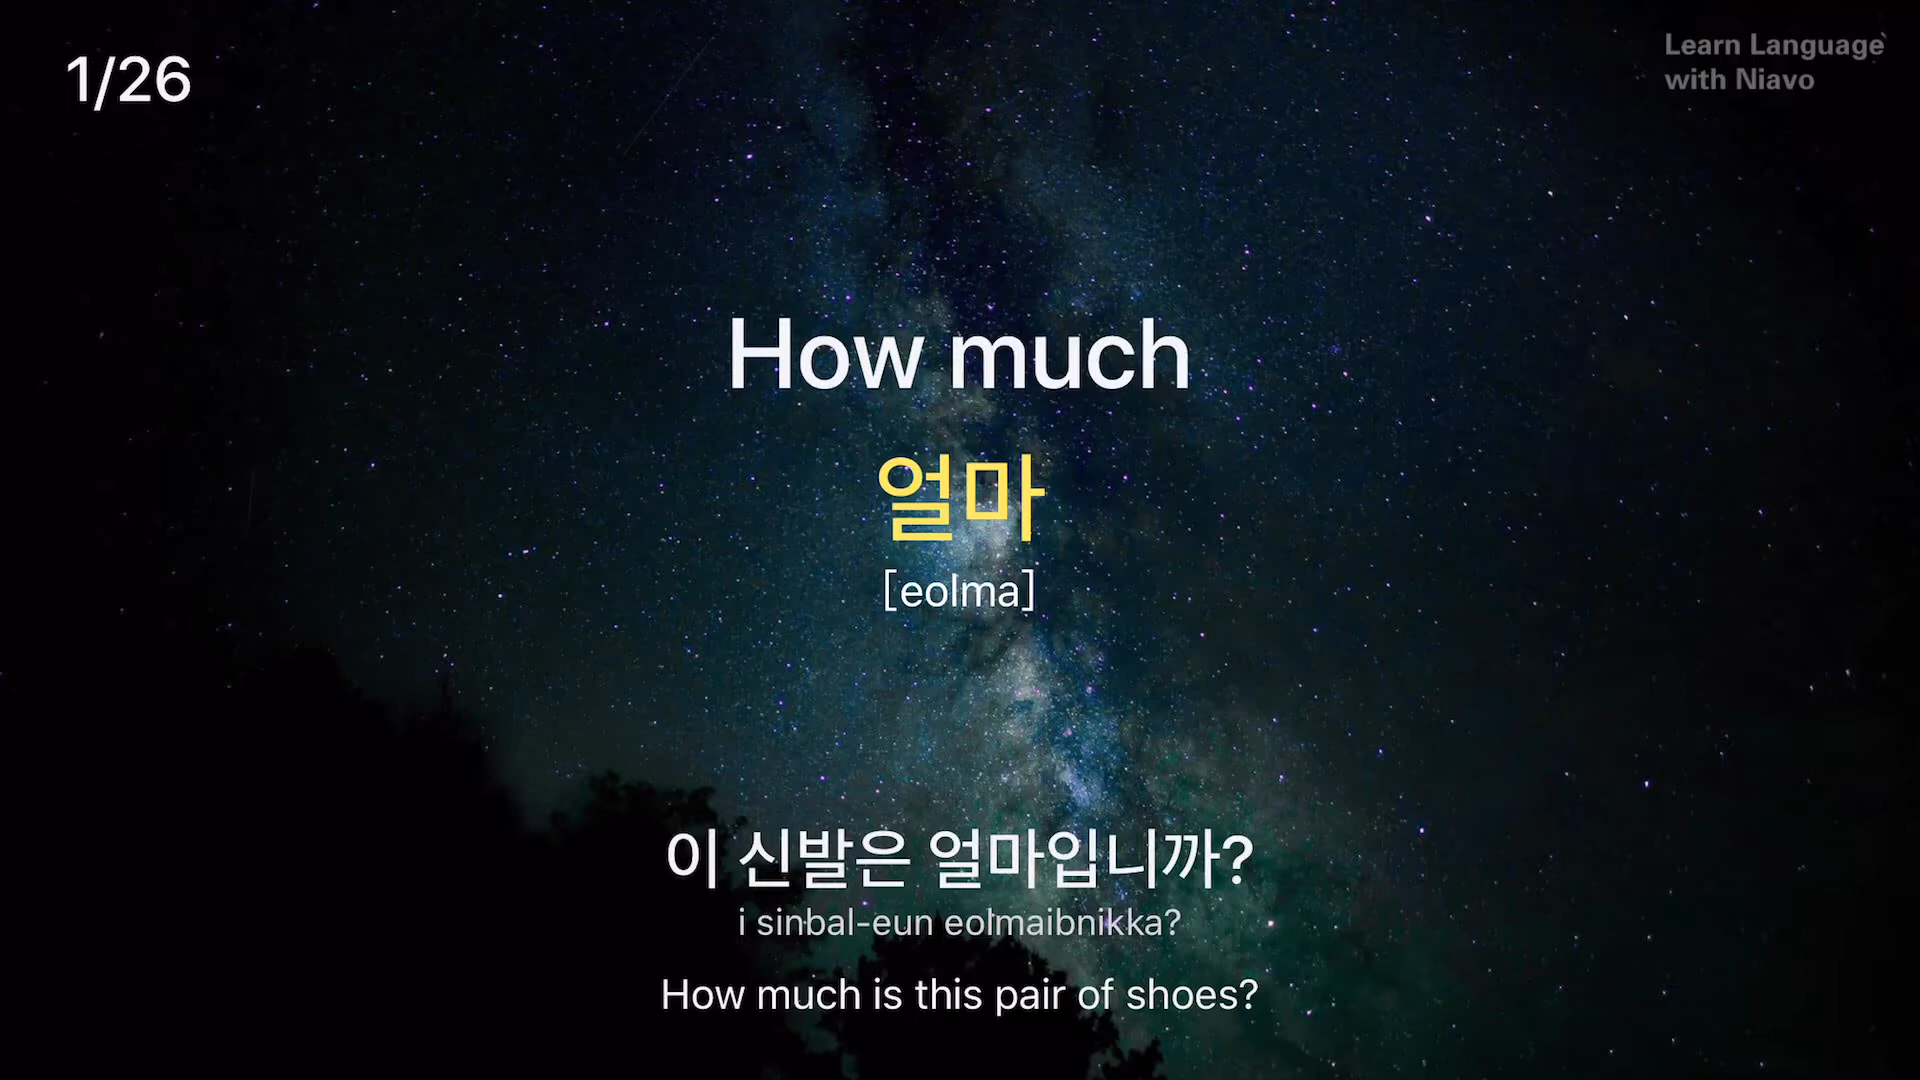 1/26
Learn Language
with Niavo
How much
얼마
[eolma]
이 신발은 얼마입니까?
i sinbal-eun eolmaibnikka?
How much is this pair of shoes?